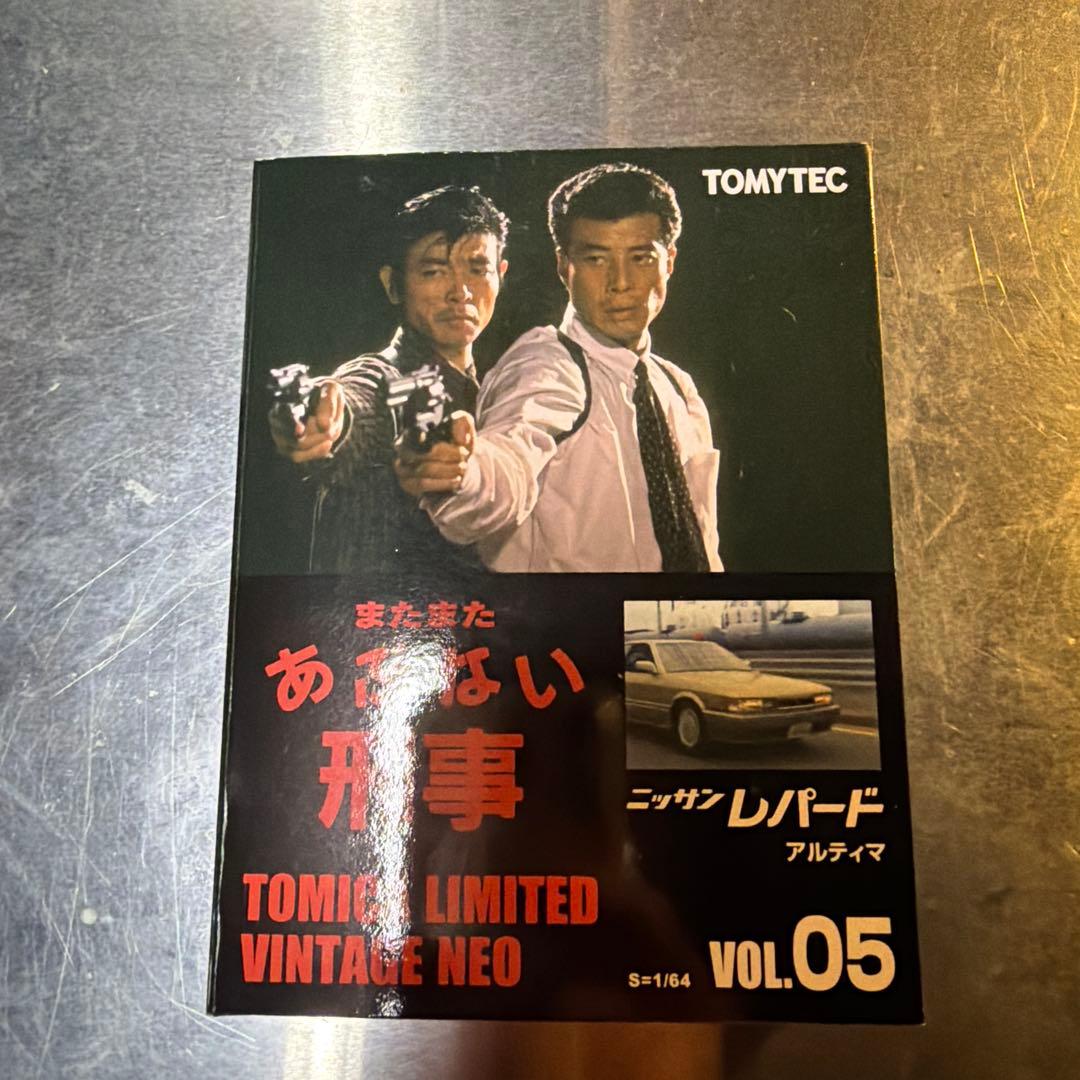 TOMYTEC
またまた
あぶない
刑事
ニッサン レパード
アルティマ
TOMICA LIMITED
VINTAGE NEO
S=1/64
VOL.05